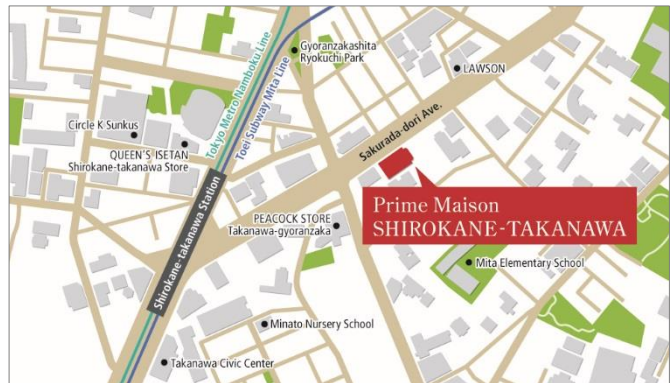 Gyoranzakashita
Ryokuchi Park
LAWSON
Tokyo Metro Namboku Line
Toei Subway Mita Line
Circle K Sunkus
QUEEN'S ISETAN
Shirokane-takanawa Store
Sakurada-dori Ave.
Prime Maison
SHIROKANE-TAKANAWA
PEACOCK STORE
Takanawa-gyoranzaka
Shirokane-takanawa Station
Mita Elementary School
Minato Nursery School
Takanawa Civic Center